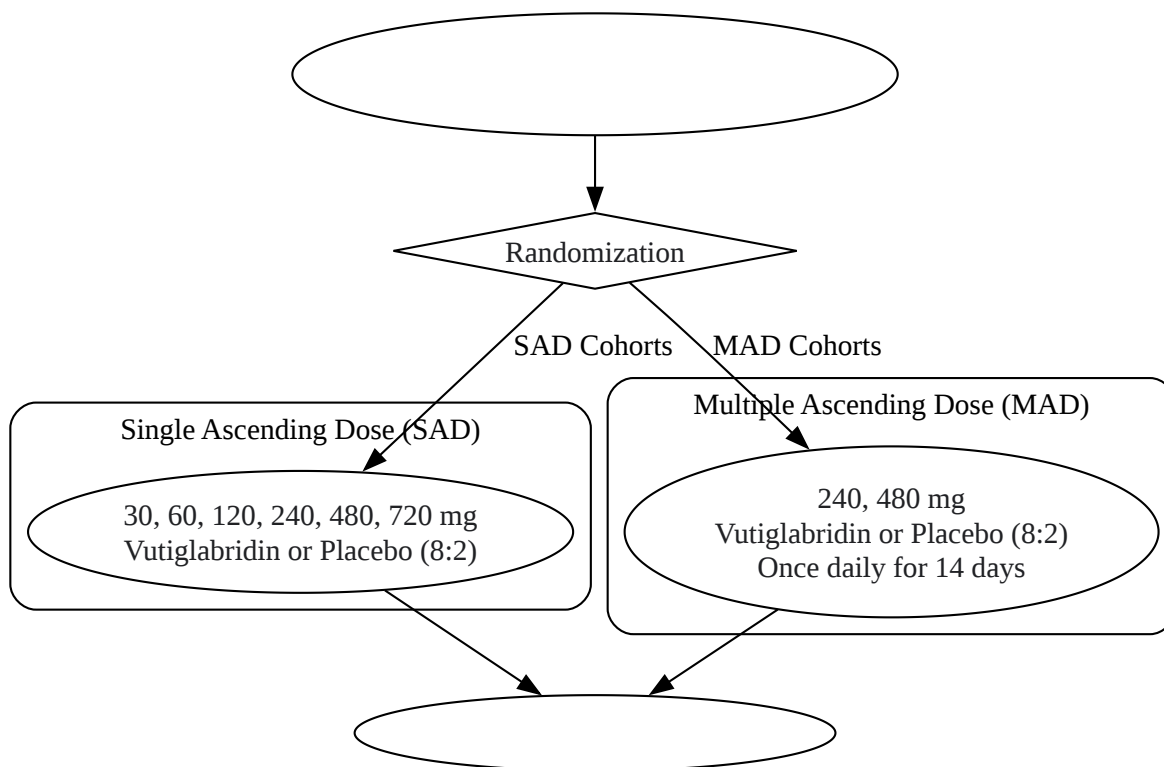 Randomization
SAD Cohorts
MAD Cohorts
Single Ascending Dose (SAD)
30, 60, 120, 240, 480, 720 mg
Vutiglabridin or Placebo (8:2)
Multiple Ascending Dose (MAD)
240, 480 mg
Vutiglabridin or Placebo (8:2)
Once daily for 14 days